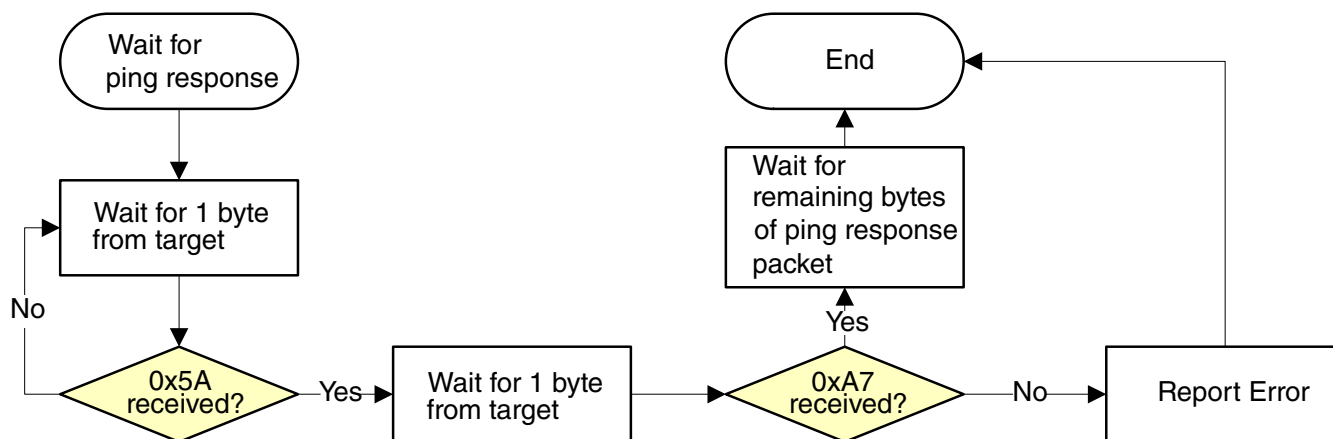 Wait for
ping response
Wait for 1 byte
from target
No
0x5A
received?
Yes
Wait for 1 byte
from target
0xA7
received?
Yes
Wait for
remaining bytes
of ping response
packet
End
No
Report Error